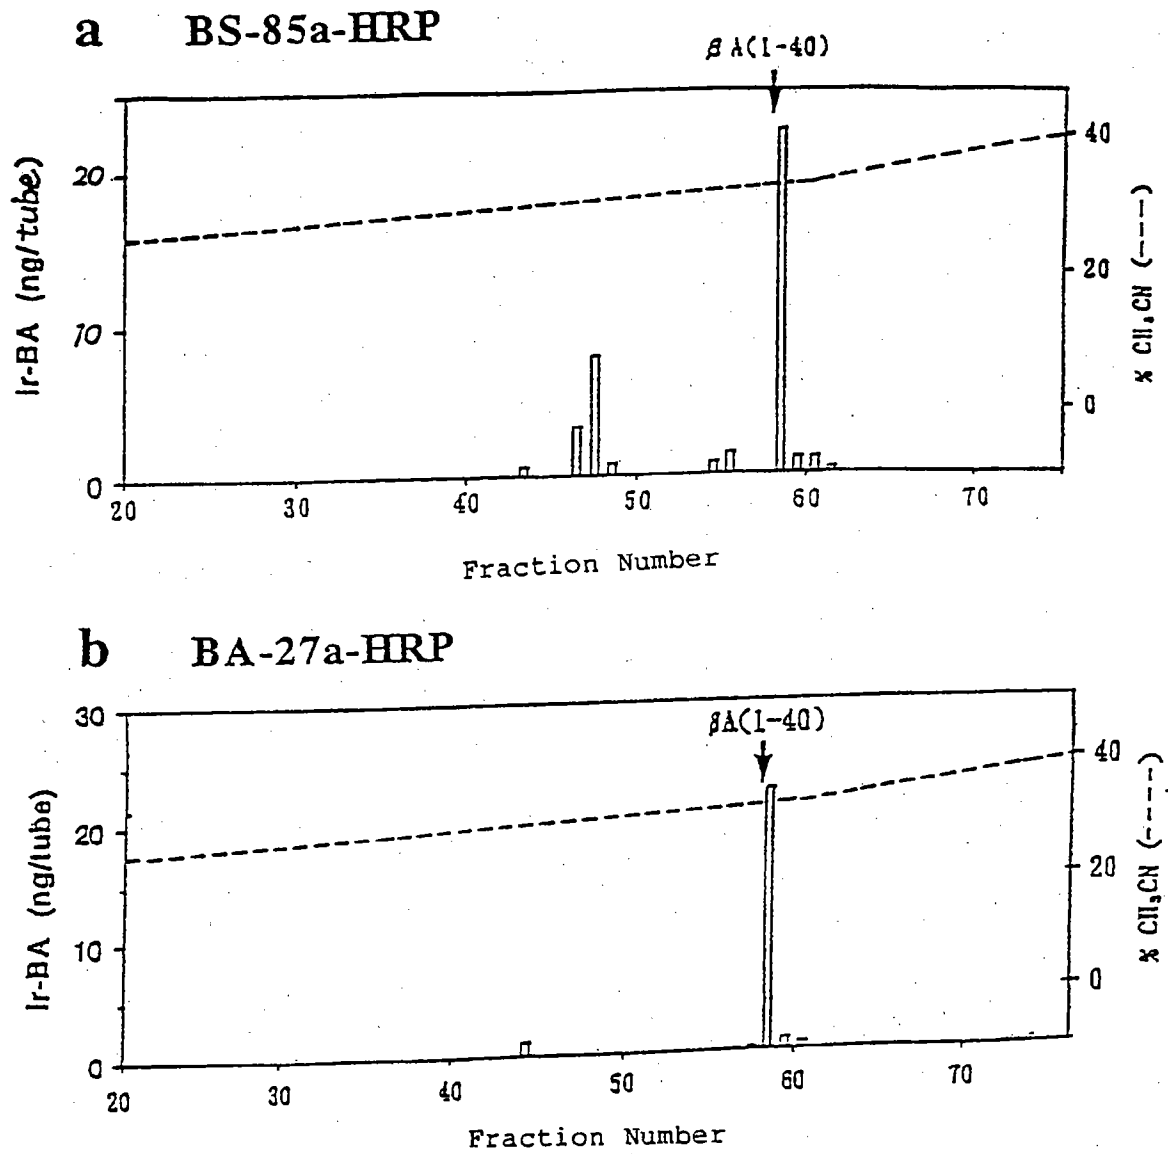 a BS-85a-HRP
β A(1-40)
Ir-BA (ng/tube)
20
10
0
40
20
0
% CH₃CN (---)
20 30 40 50 60 70
Fraction Number
b BA-27a-HRP
βA(1-40)
Ir-BA (ng/tube)
30
20
10
0
40
20
0
% CH₃CN (----)
20 30 40 50 60 70
Fraction Number